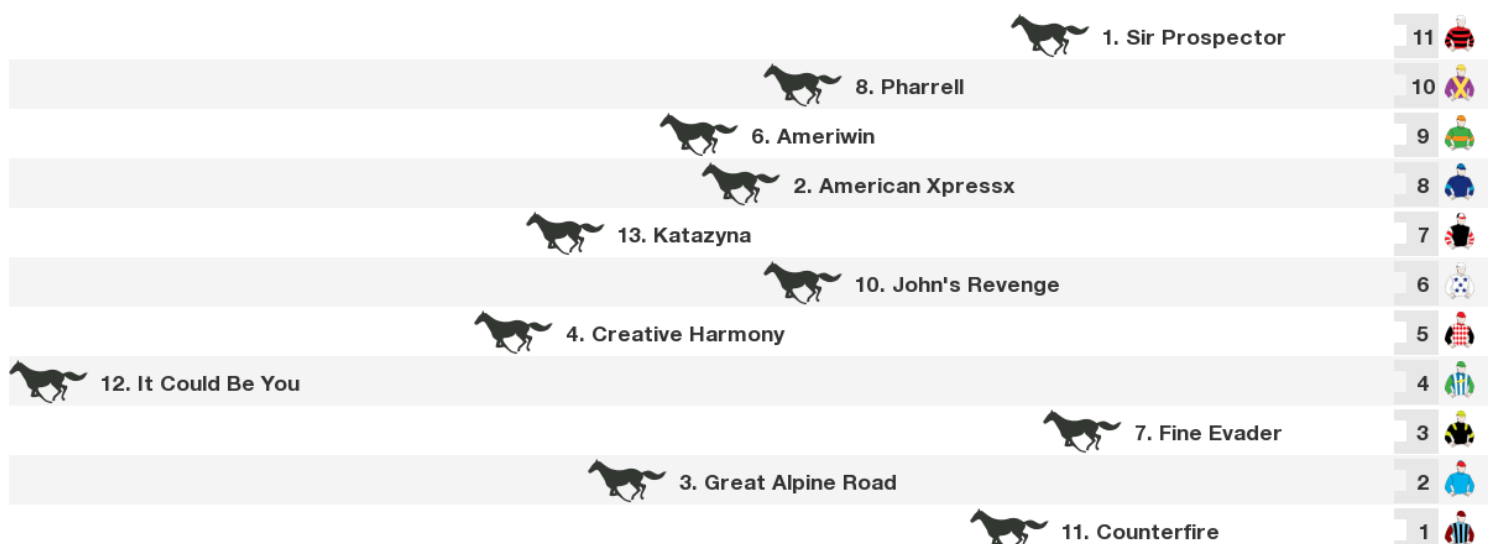 1. Sir Prospector 11
8. Pharrell 10
6. Ameriwin 9
2. American Xpressx 8
13. Katazyna 7
10. John's Revenge 6
4. Creative Harmony 5
12. It Could Be You 4
7. Fine Evader 3
3. Great Alpine Road 2
11. Counterfire 1